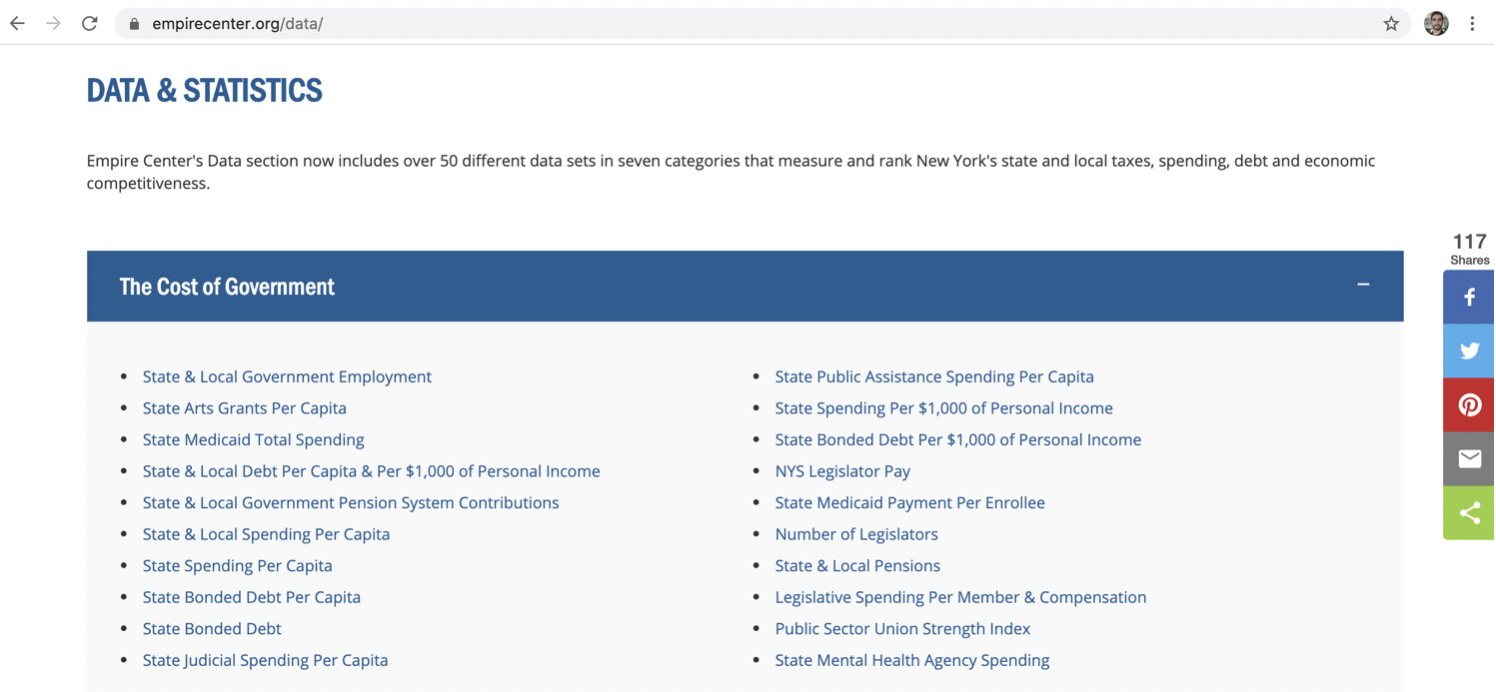 empirecenter.org/data/
DATA & STATISTICS
Empire Center's Data section now includes over 50 different data sets in seven categories that measure and rank New York's state and local taxes, spending, debt and economic
competitiveness.
117
Shares
The Cost of Government
State & Local Government Employment
State Arts Grants Per Capita
State Medicaid Total Spending
State & Local Debt Per Capita & Per $1,000 of Personal Income
State & Local Government Pension System Contributions
State & Local Spending Per Capita
State Spending Per Capita
State Bonded Debt Per Capita
State Bonded Debt
State Judicial Spending Per Capita
State Public Assistance Spending Per Capita
State Spending Per $1,000 of Personal Income
State Bonded Debt Per $1,000 of Personal Income
NYS Legislator Pay
State Medicaid Payment Per Enrollee
Number of Legislators
State & Local Pensions
Legislative Spending Per Member & Compensation
Public Sector Union Strength Index
State Mental Health Agency Spending